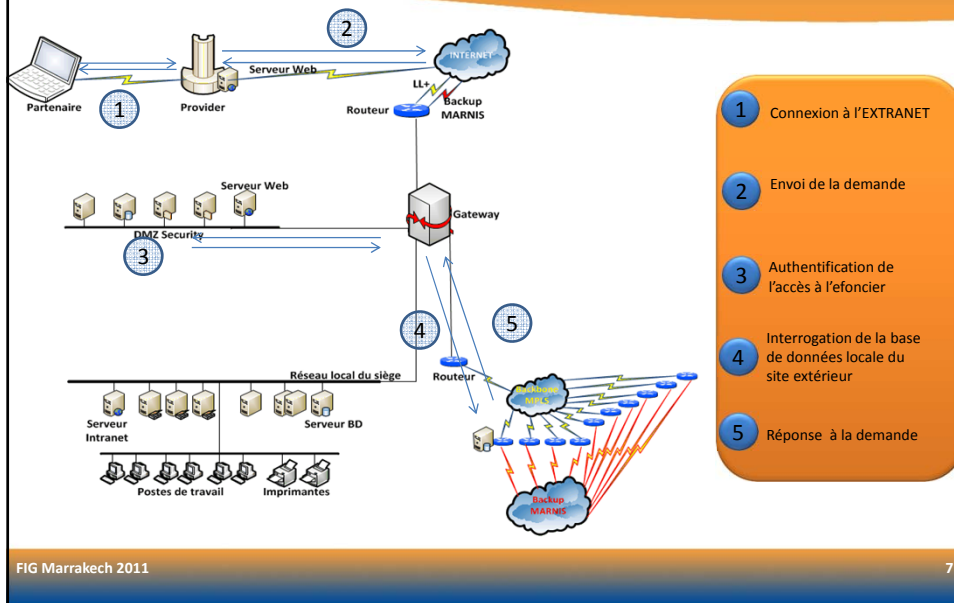 2
INTERNET
Serveur Web
LL+
Partenaire
1
Provider
Routeur
Backup
MARNIS
Serveur Web
Gateway
DMZ Security
3
4
5
Réseau local du siège
Routeur
Backbone
MPLS
Serveur
Intranet
Serveur BD
Postes de travail
Imprimantes
Backup
MARNIS
1 Connexion à l'EXTRANET
2 Envoi de la demande
3 Authentification de
l'accès à l'efoncier
4 Interrogation de la base
de données locale du
site extérieur
5 Réponse à la demande
FIG Marrakech 2011
7